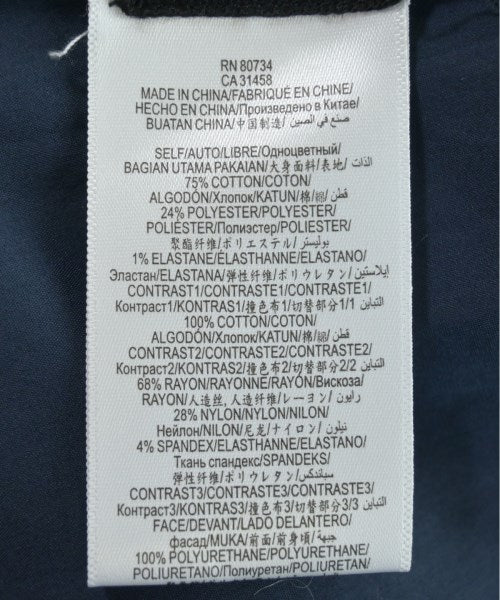 RN 80734
CA 31458
MADE IN CHINA/FABRIQUÉ EN CHINE/
HECHO EN CHINA/Произведено в Китае/
BUATAN CHINA/中国制造/ صنع في الصين
SELF/AUTO/LIBRE/Одноцветный/
BAGIAN UTAMA PAKAIAN/大身面料/表地/ الذات
75% COTTON/COTON/
ALGODÓN/Хлопок/KATUN/棉/綿/ قطن
24% POLYESTER/POLYESTER/
POLIÉSTER/Полиэстер/POLIESTER/
聚酯纤维/ポリエステル/ بوليستر
1% ELASTANE/ÉLASTHANNE/ELASTANO/
Эластан/ELASTANA/弹性纤维/ポリウレタン/ إيلاستين
CONTRAST1/CONTRASTE1/CONTRASTE1/
Контраст1/KONTRAS1/撞色布1/切替部分1/ التباين 1
100% COTTON/COTON/
ALGODÓN/Хлопок/KATUN/棉/綿/ قطن
CONTRAST2/CONTRASTE2/CONTRASTE2/
Контраст2/KONTRAS2/撞色布2/切替部分2/ التباين 2
68% RAYON/RAYONNE/RAYÓN/Вискоза/
RAYON/人造丝, 人造纤维/レーヨン/ رايون
28% NYLON/NYLON/NILON/
Нейлон/NILON/尼龙/ナイロン/ نيلون
4% SPANDEX/ELASTHANNE/ELASTANO/
Ткань спандекс/SPANDEKS/
弹性纤维/ポリウレタン/ سباندكس
CONTRAST3/CONTRASTE3/CONTRASTE3/
Контраст3/KONTRAS3/撞色布3/切替部分3/ التباين 3
FACE/DEVANT/LADO DELANTERO/
фасад/MUKA/前面/前身頃/ جبهة
100% POLYURETHANE/POLYURETHANE/
POLIURETANO/Полиуретан/POLIURETAN/